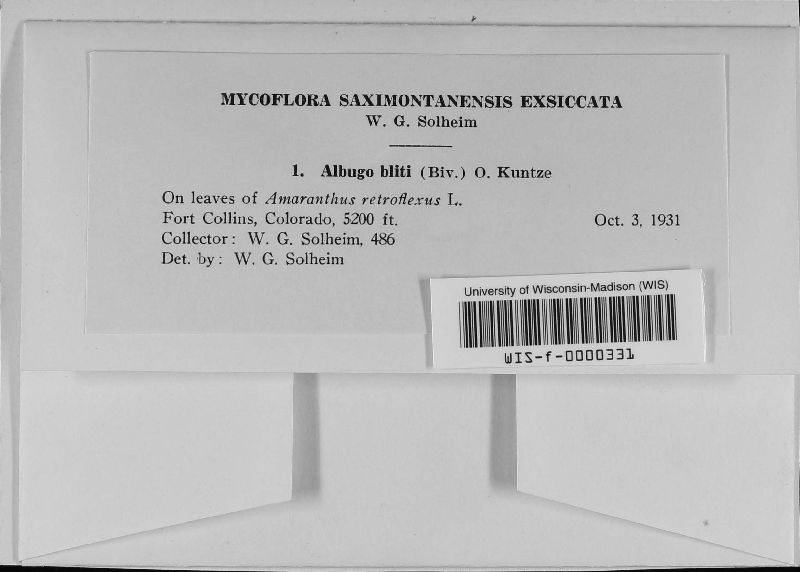 MYCOFLORA SAXIMONTANENSIS EXSICCATA
W. G. Solheim
1. Albugo bliti (Biv.) O. Kuntze
On leaves of Amaranthus retroflexus L.
Fort Collins, Colorado, 5200 ft. Oct. 3, 1931
Collector: W. G. Solheim, 486
Det. by: W. G. Solheim
University of Wisconsin-Madison (WIS)
WIS-f-0000331